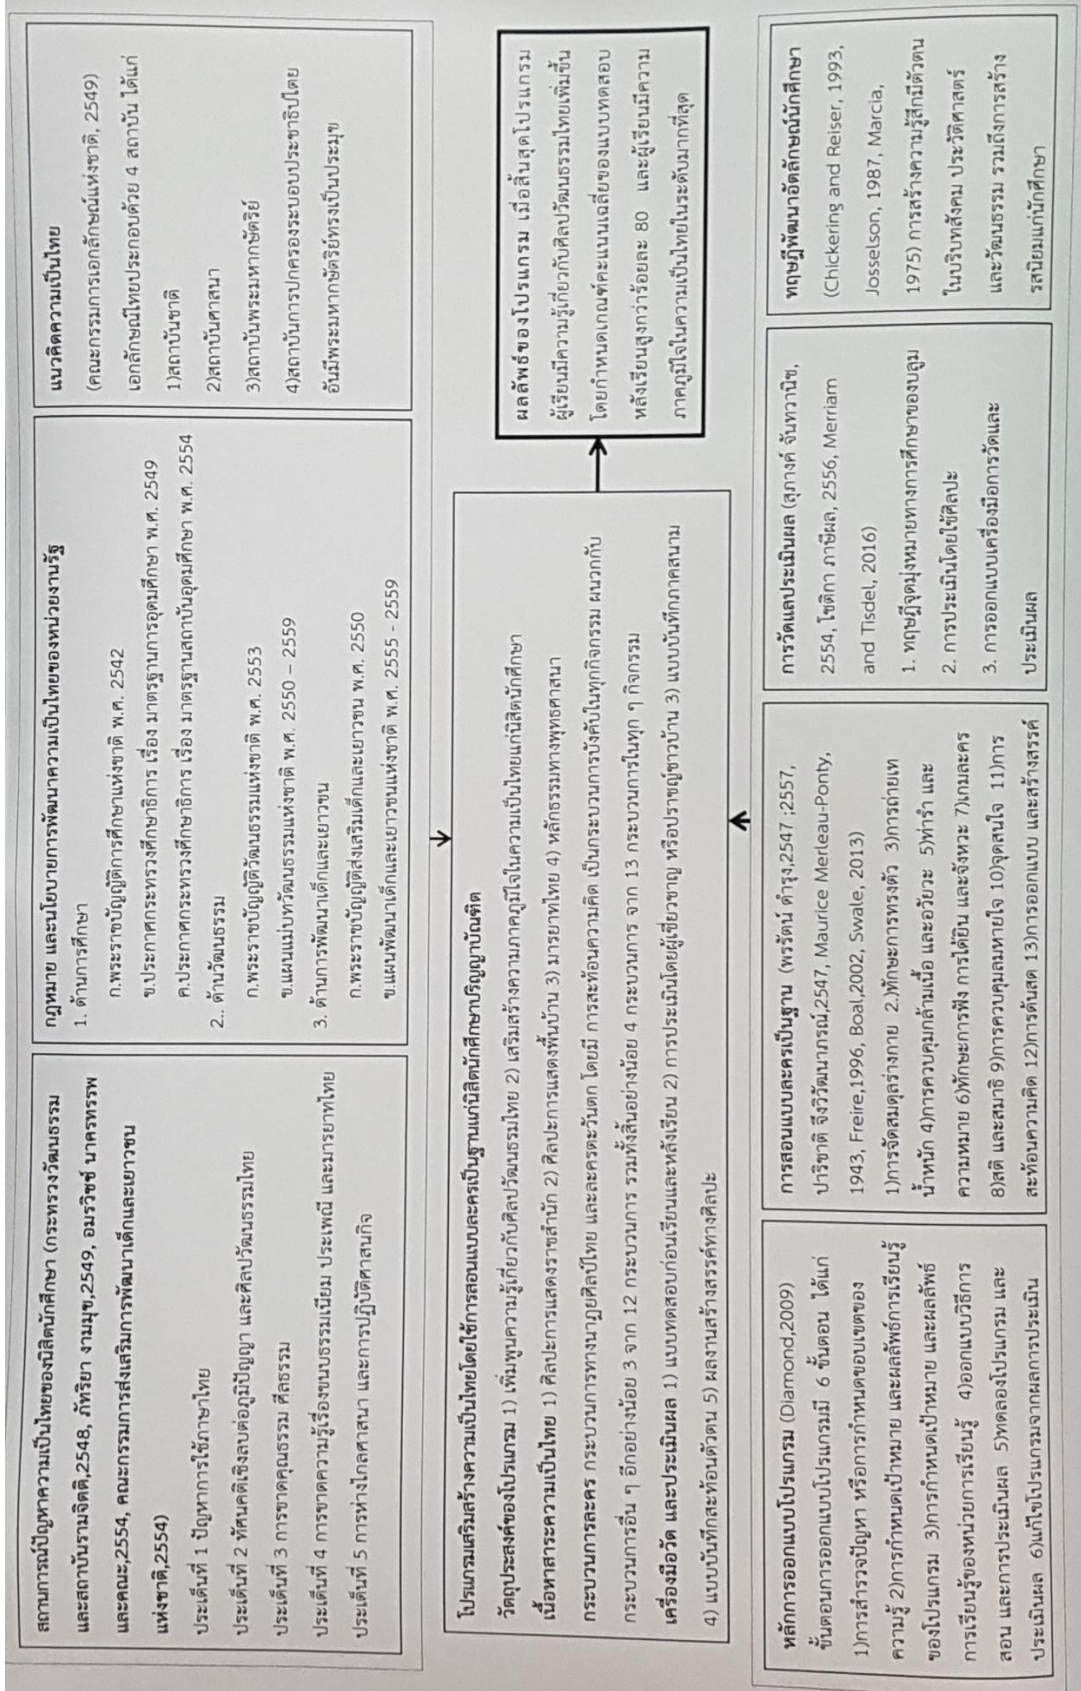 สถานการณ์ปัญหาความเป็นไทยของนิสิตนักศึกษา (กระทรวงวัฒนธรรม
และสถาบันรามจิตติ,2548, ภัทริยา งามมุข,2549, อมรวิชช์ นาครทรรพ
และคณะ,2554, คณะกรรมการส่งเสริมการพัฒนาเด็กและเยาวชน
แห่งชาติ,2554)
ประเด็นที่ 1 ปัญหาการใช้ภาษาไทย
ประเด็นที่ 2 ทัศนคติเชิงลบต่อภูมิปัญญา และศิลปวัฒนธรรมไทย
ประเด็นที่ 3 การขาดคุณธรรม ศีลธรรม
ประเด็นที่ 4 การขาดความรู้เรื่องขนบธรรมเนียม ประเพณี และมารยาทไทย
ประเด็นที่ 5 การห่างไกลศาสนา และการปฏิบัติศาสนกิจ
กฎหมาย และนโยบายการพัฒนาความเป็นไทยของหน่วยงานรัฐ
1. ด้านการศึกษา
ก.พระราชบัญญัติการศึกษาแห่งชาติ พ.ศ. 2542
ข.ประกาศกระทรวงศึกษาธิการ เรื่อง มาตรฐานการอุดมศึกษา พ.ศ. 2549
ค.ประกาศกระทรวงศึกษาธิการ เรื่อง มาตรฐานสถาบันอุดมศึกษา พ.ศ. 2554
2.. ด้านวัฒนธรรม
ก.พระราชบัญญัติวัฒนธรรมแห่งชาติ พ.ศ. 2553
ข.แผนแม่บทวัฒนธรรมแห่งชาติ พ.ศ. 2550 – 2559
3. ด้านการพัฒนาเด็กและเยาวชน
ก.พระราชบัญญัติส่งเสริมเด็กและเยาวชน พ.ศ. 2550
ข.แผนพัฒนาเด็กและเยาวชนแห่งชาติ พ.ศ. 2555 - 2559
แนวคิดความเป็นไทย
(คณะกรรมการเอกลักษณ์แห่งชาติ, 2549)
เอกลักษณ์ไทยประกอบด้วย 4 สถาบัน ได้แก่
1)สถาบันชาติ
2)สถาบันศาสนา
3)สถาบันพระมหากษัตริย์
4)สถาบันการปกครองระบอบประชาธิปไตย
อันมีพระมหากษัตริย์ทรงเป็นประมุข
โปรแกรมเสริมสร้างความเป็นไทยโดยใช้การสอนแบบละครเป็นฐานแก่นิสิตนักศึกษาปริญญาบัณฑิต
วัตถุประสงค์ของโปรแกรม 1) เพิ่มพูนความรู้เกี่ยวกับศิลปวัฒนธรรมไทย 2) เสริมสร้างความภาคภูมิใจในความเป็นไทยแก่นิสิตนักศึกษา
เนื้อหาสาระความเป็นไทย 1) ศิลปะการแสดงราชสำนัก 2) ศิลปะการแสดงพื้นบ้าน 3) มารยาทไทย 4) หลักธรรมทางพุทธศาสนา
กระบวนการละคร กระบวนการทางนาฏยศิลป์ไทย และละครตะวันตก โดยมี การสะท้อนความคิด เป็นกระบวนการบังคับในทุกกิจกรรม ผนวกกับ
กระบวนการอื่น ๆ อีกอย่างน้อย 3 จาก 12 กระบวนการ รวมทั้งสิ้นอย่างน้อย 4 กระบวนการ จาก 13 กระบวนการในทุก ๆ กิจกรรม
เครื่องมือวัด และประเมินผล 1) แบบทดสอบก่อนเรียนและหลังเรียน 2) การประเมินโดยผู้เชี่ยวชาญ หรือปราชญ์ชาวบ้าน 3) แบบบันทึกภาคสนาม
4) แบบบันทึกสะท้อนตัวตน 5) ผลงานสร้างสรรค์ทางศิลปะ
ผลลัพธ์ของโปรแกรม เมื่อสิ้นสุดโปรแกรม
ผู้เรียนมีความรู้เกี่ยวกับศิลปวัฒนธรรมไทยเพิ่มขึ้น
โดยกำหนดเกณฑ์คะแนนเฉลี่ยของแบบทดสอบ
หลังเรียนสูงกว่าร้อยละ 80 และผู้เรียนมีความ
ภาคภูมิใจในความเป็นไทยในระดับมากที่สุด
หลักการออกแบบโปรแกรม (Diamond,2009)
ขั้นตอนการออกแบบโปรแกรมมี 6 ขั้นตอน ได้แก่
1)การสำรวจปัญหา หรือการกำหนดขอบเขตของ
ความรู้ 2)การกำหนดเป้าหมาย และผลลัพธ์การเรียนรู้
ของโปรแกรม 3)การกำหนดเป้าหมาย และผลลัพธ์
การเรียนรู้ของหน่วยการเรียนรู้ 4)ออกแบบวิธีการ
สอน และการประเมินผล 5)ทดลองโปรแกรม และ
ประเมินผล 6)แก้ไขโปรแกรมจากผลการประเมิน
การสอนแบบละครเป็นฐาน (พรรัตน์ ดำรุง,2547 ;2557,
ปาริชาติ จึงวิวัฒนาภรณ์,2547, Maurice Merleau-Ponty,
1943, Freire,1996, Boal,2002, Swale, 2013)
1)การจัดสมดุลร่างกาย 2.)ทักษะการทรงตัว 3)การถ่ายเท
น้ำหนัก 4)การควบคุมกล้ามเนื้อ และอวัยวะ 5)ท่ารำ และ
ความหมาย 6)ทักษะการฟัง การได้ยิน และจังหวะ 7)เกมละคร
8)สติ และสมาธิ 9)การควบคุมลมหายใจ 10)จุดสนใจ 11)การ
สะท้อนความคิด 12)การด้นสด 13)การออกแบบ และสร้างสรรค์
การวัดแลประเมินผล (สุภางค์ จันทวานิช,
2554, โชติกา ภาษีผล, 2556, Merriam
and Tisdel, 2016)
1. ทฤษฎีจุดมุ่งหมายทางการศึกษาของบลูม
2. การประเมินโดยใช้ศิลปะ
3. การออกแบบเครื่องมือการวัดและ
ประเมินผล
ทฤษฎีพัฒนาอัตลักษณ์นักศึกษา
(Chickering and Reiser, 1993,
Josselson, 1987, Marcia,
1975) การสร้างความรู้สึกมีตัวตน
ในบริบทสังคม ประวัติศาสตร์
และวัฒนธรรม รวมถึงการสร้าง
รสนิยมแก่นักศึกษา